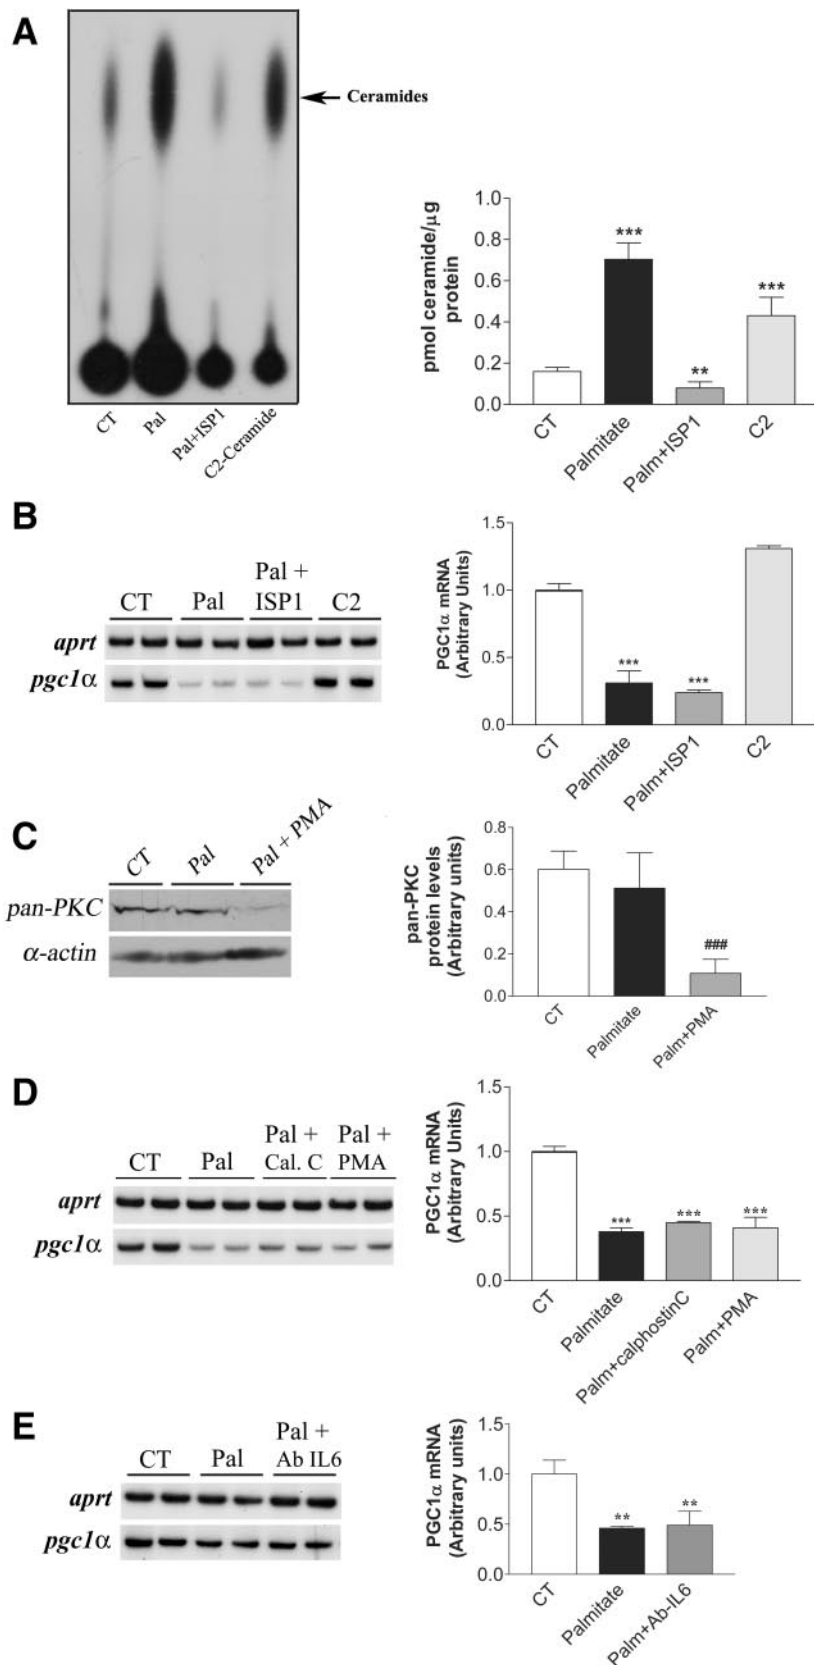 A
Ceramides
CT
Pal
Pal+ISP1
C2-Ceramide
pmol ceramide/μg
protein
1.0
0.8
0.6
0.4
0.2
0.0
***
**
***
CT
Palmitate
Palm+ISP1
C2
B
Pal +
CT Pal ISP1 C2
aprt
pgc1α
PGC1α mRNA
(Arbitrary Units)
1.5
1.0
0.5
0.0
***
***
CT
Palmitate
Palm+ISP1
C2
C
CT
Pal
Pal + PMA
pan-PKC
α-actin
pan-PKC
protein levels
(Arbitrary units)
0.8
0.6
0.4
0.2
0.0
###
CT
Palmitate
Palm+PMA
D
Pal + Pal +
CT Pal Cal. C PMA
aprt
pgc1α
PGC1α mRNA
(Arbitrary Units)
1.5
1.0
0.5
0.0
***
***
***
CT
Palmitate
Palm+calphostinC
Palm+PMA
E
Pal +
CT Pal Ab IL6
aprt
pgc1α
PGC1α mRNA
(Arbitrary units)
1.5
1.0
0.5
0.0
**
**
CT
Palmitate
Palm+Ab-IL6